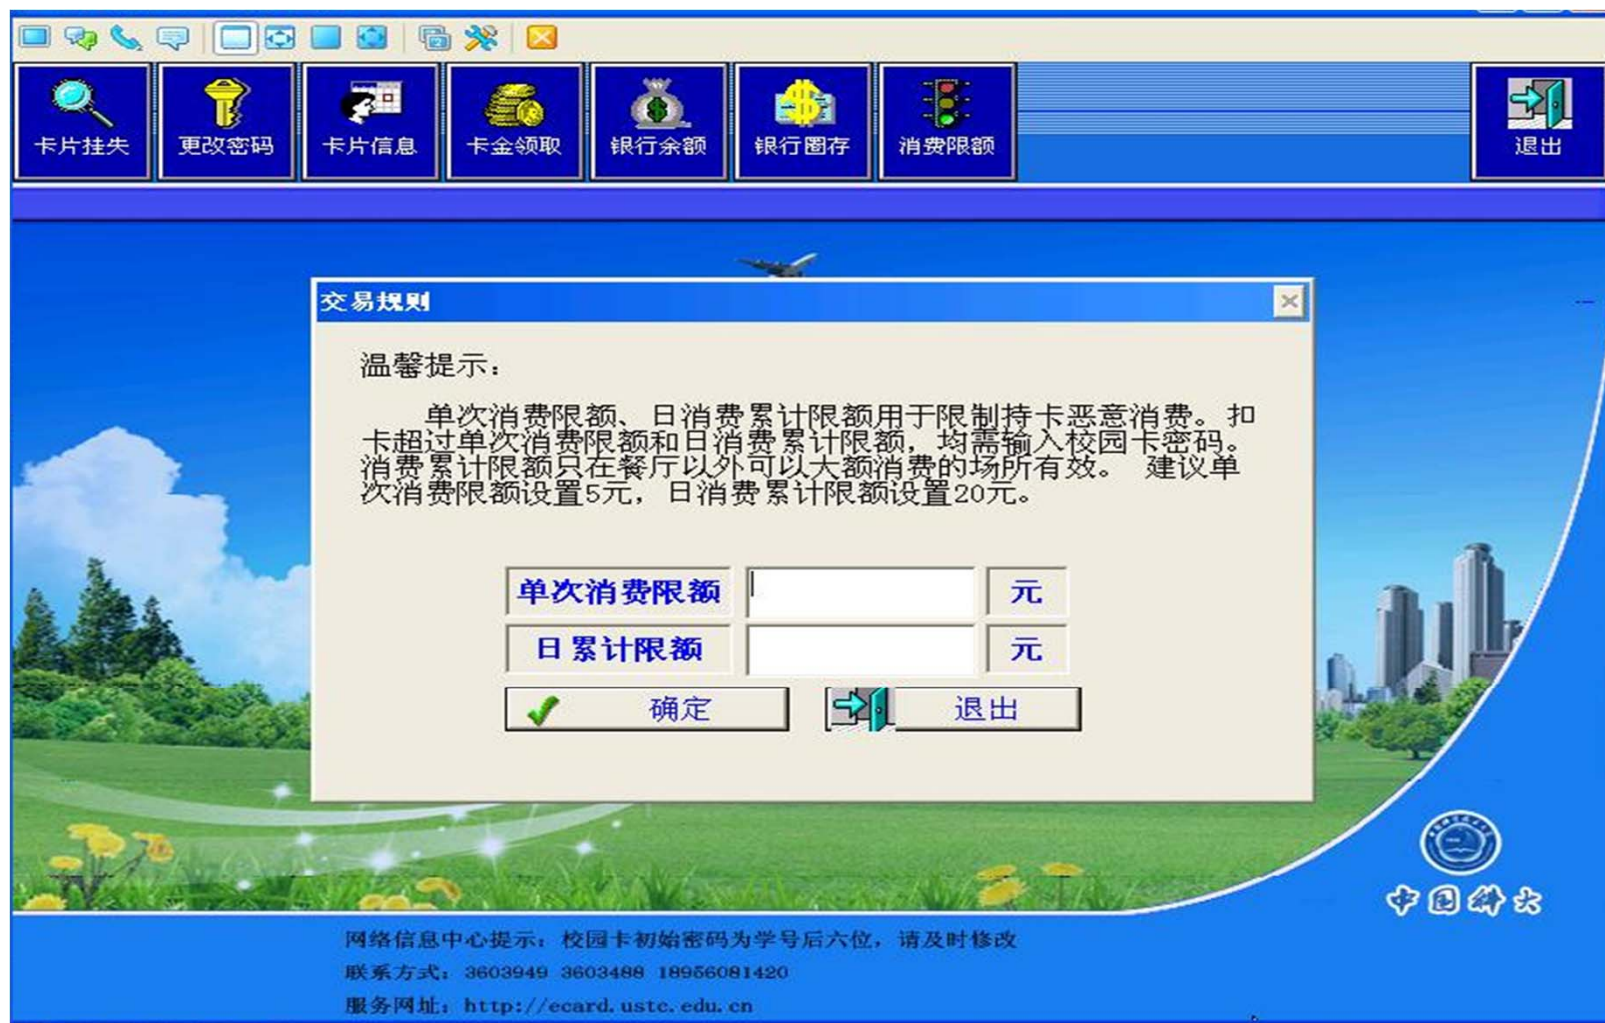 卡片挂失 更改密码 卡片信息 卡金领取 银行余额 银行圈存 消费限额 退出
交易规则
温馨提示:
单次消费限额、日消费累计限额用于限制持卡恶意消费。扣
卡超过单次消费限额和日消费累计限额,均需输入校园卡密码。
消费累计限额只在餐厅以外可以大额消费的场所有效。 建议单
次消费限额设置5元,日消费累计限额设置20元。
单次消费限额 元
日累计限额 元
确定 退出
中国科大
网络信息中心提示:校园卡初始密码为学号后六位,请及时修改
联系方式:3603949 3603488 18956081420
服务网址:http://ecard.ustc.edu.cn